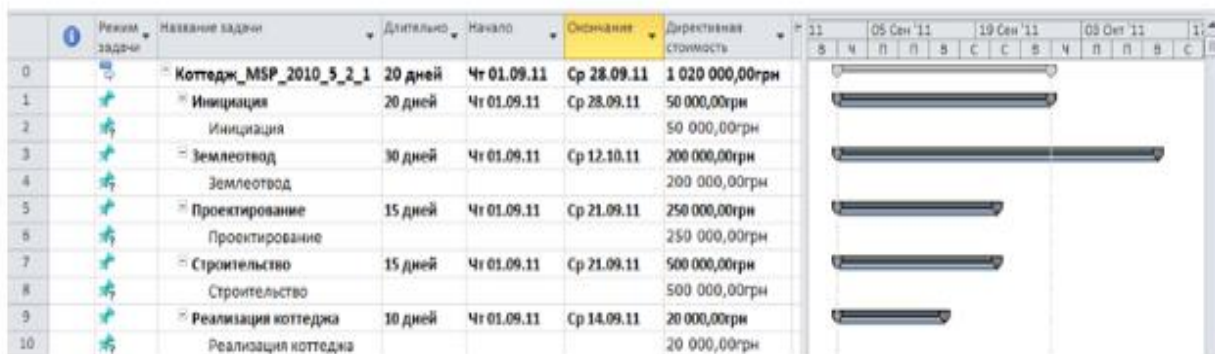 Режим задачи Название задачи Длительно Начало Окончание Директивная стоимость 11 05 Сен '11 19 Сен '11 03 Окт '11
В Ч П П В С С В Ч П П В С
0 Коттедж_MSP_2010_5_2_1 20 дней Чт 01.09.11 Ср 28.09.11 1 020 000,00грн
1 Инициация 20 дней Чт 01.09.11 Ср 28.09.11 50 000,00грн
2 Инициация 50 000,00грн
3 Землеотвод 30 дней Чт 01.09.11 Ср 12.10.11 200 000,00грн
4 Землеотвод 200 000,00грн
5 Проектирование 15 дней Чт 01.09.11 Ср 21.09.11 250 000,00грн
6 Проектирование 250 000,00грн
7 Строительство 15 дней Чт 01.09.11 Ср 21.09.11 500 000,00грн
8 Строительство 500 000,00грн
9 Реализация коттеджа 10 дней Чт 01.09.11 Ср 14.09.11 20 000,00грн
10 Реализация коттеджа 20 000,00грн